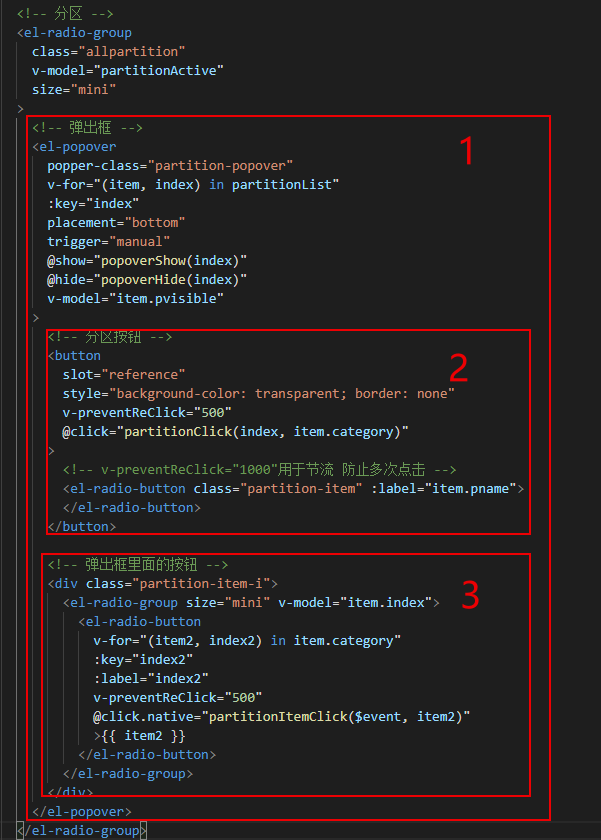 <!-- 分区 -->
<el-radio-group
class="allpartition"
v-model="partitionActive"
size="mini"
>
<!-- 弹出框 -->
1
<el-popover
popper-class="partition-popover"
v-for="(item, index) in partitionList"
:key="index"
placement="bottom"
trigger="manual"
@show="popoverShow(index)"
@hide="popoverHide(index)"
v-model="item.pvisible"
>
<!-- 分区按钮 -->
<button
2
slot="reference"
style="background-color: transparent; border: none"
v-preventReClick="500"
@click="partitionClick(index, item.category)"
>
<!-- v-preventReClick="1000"用于节流 防止多次点击 -->
<el-radio-button class="partition-item" :label="item.pname">
</el-radio-button>
</button>
<!-- 弹出框里面的按钮 -->
<div class="partition-item-i">
3
<el-radio-group size="mini" v-model="item.index">
<el-radio-button
v-for="(item2, index2) in item.category"
:key="index2"
:label="index2"
v-preventReClick="500"
@click.native="partitionItemClick($event, item2)"
>{{ item2 }}
</el-radio-button>
</el-radio-group>
</div>
</el-popover>
</el-radio-group>